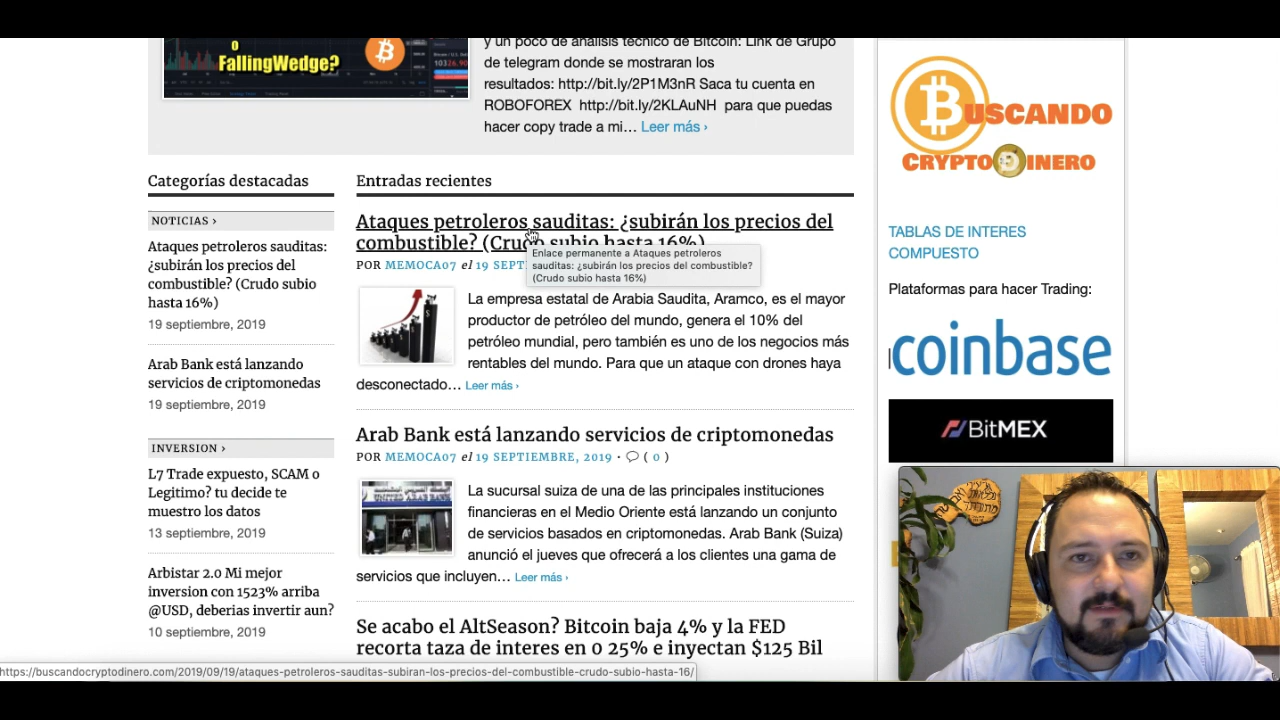 O
FallingWedge?
y un poco de análisis técnico de Bitcoin: Link de Grupo
de telegram donde se mostraran los
resultados: http://bit.ly/2P1M3nR Saca tu cuenta en
ROBOFOREX  http://bit.ly/2KLAuNH  para que puedas
hacer copy trade a mi… Leer más ›
BUSCANDO
CRYPTODINERO
Categorías destacadas
NOTICIAS ›
Ataques petroleros sauditas:
¿subirán los precios del
combustible? (Crudo subio
hasta 16%)
19 septiembre, 2019
Arab Bank está lanzando
servicios de criptomonedas
19 septiembre, 2019
INVERSION ›
L7 Trade expuesto, SCAM o
Legitimo? tu decide te
muestro los datos
13 septiembre, 2019
Arbistar 2.0 Mi mejor
inversion con 1523% arriba
@USD, deberias invertir aun?
10 septiembre, 2019
Entradas recientes
Ataques petroleros sauditas: ¿subirán los precios del
combustible? (Crudo subio hasta 16%)
POR MEMOCA07 el 19 SEPT
Enlace permanente a Ataques petroleros
sauditas: ¿subirán los precios del combustible?
(Crudo subio hasta 16%)
La empresa estatal de Arabia Saudita, Aramco, es el mayor
productor de petróleo del mundo, genera el 10% del
petróleo mundial, pero también es uno de los negocios más
rentables del mundo. Para que un ataque con drones haya
desconectado… Leer más ›
Arab Bank está lanzando servicios de criptomonedas
POR MEMOCA07 el 19 SEPTIEMBRE, 2019 • ( 0 )
La sucursal suiza de una de las principales instituciones
financieras en el Medio Oriente está lanzando un conjunto
de servicios basados en criptomonedas. Arab Bank (Suiza)
anunció el jueves que ofrecerá a los clientes una gama de
servicios que incluyen… Leer más ›
Se acabo el AltSeason? Bitcoin baja 4% y la FED
recorta taza de interes en 0 25% e inyectan $125 Bil
TABLAS DE INTERES
COMPUESTO
Plataformas para hacer Trading:
coinbase
BitMEX
https://buscandocryptodinero.com/2019/09/19/ataques-petroleros-sauditas-subiran-los-precios-del-combustible-crudo-subio-hasta-16/